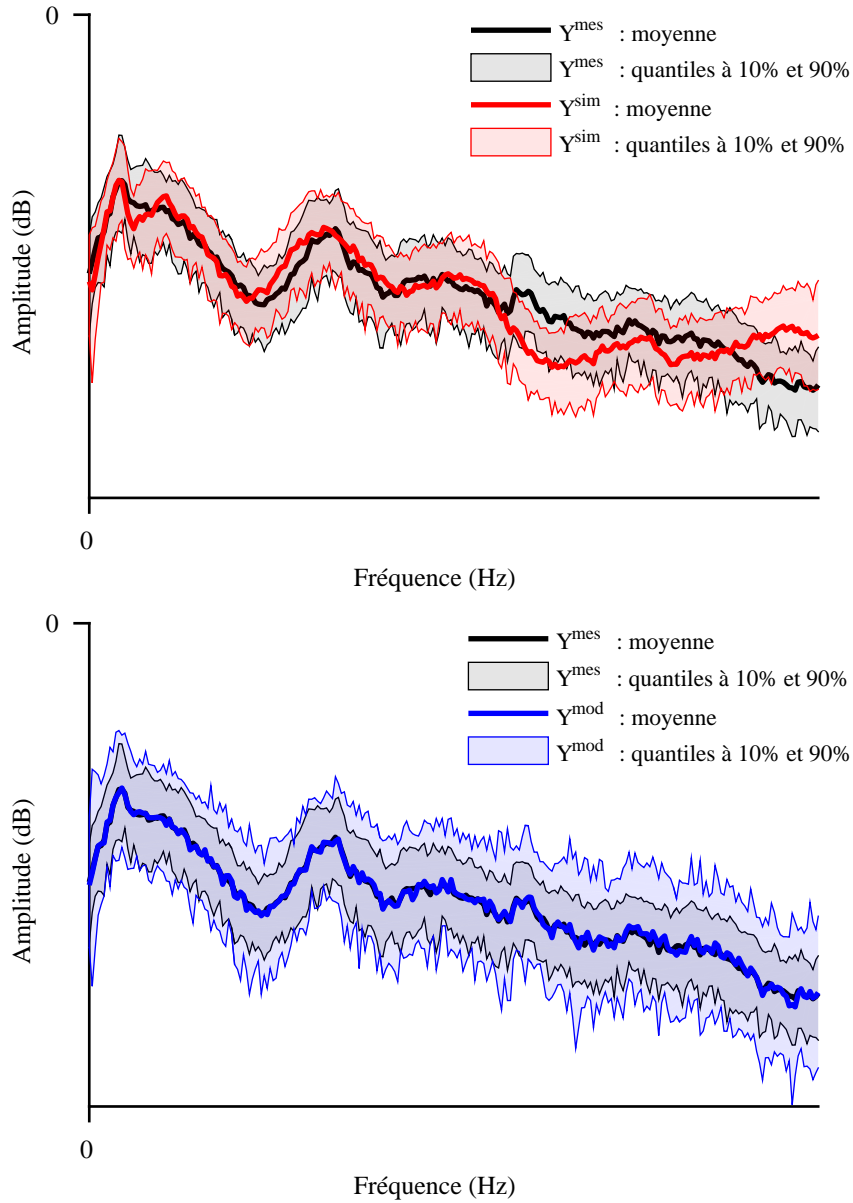 0
Y^mes : moyenne
Y^mes : quantiles à 10% et 90%
Y^sim : moyenne
Y^sim : quantiles à 10% et 90%
Amplitude (dB)
0
Fréquence (Hz)
0
Y^mes : moyenne
Y^mes : quantiles à 10% et 90%
Y^mod : moyenne
Y^mod : quantiles à 10% et 90%
Amplitude (dB)
0
Fréquence (Hz)